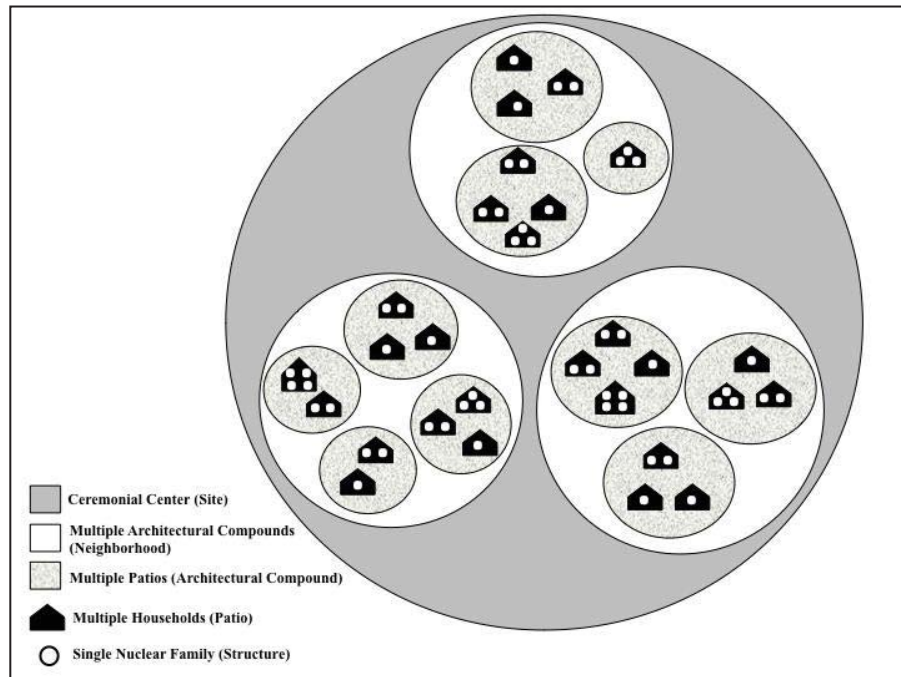 Ceremonial Center (Site)
Multiple Architectural Compounds
(Neighborhood)
Multiple Patios (Architectural Compound)
Multiple Households (Patio)
Single Nuclear Family (Structure)